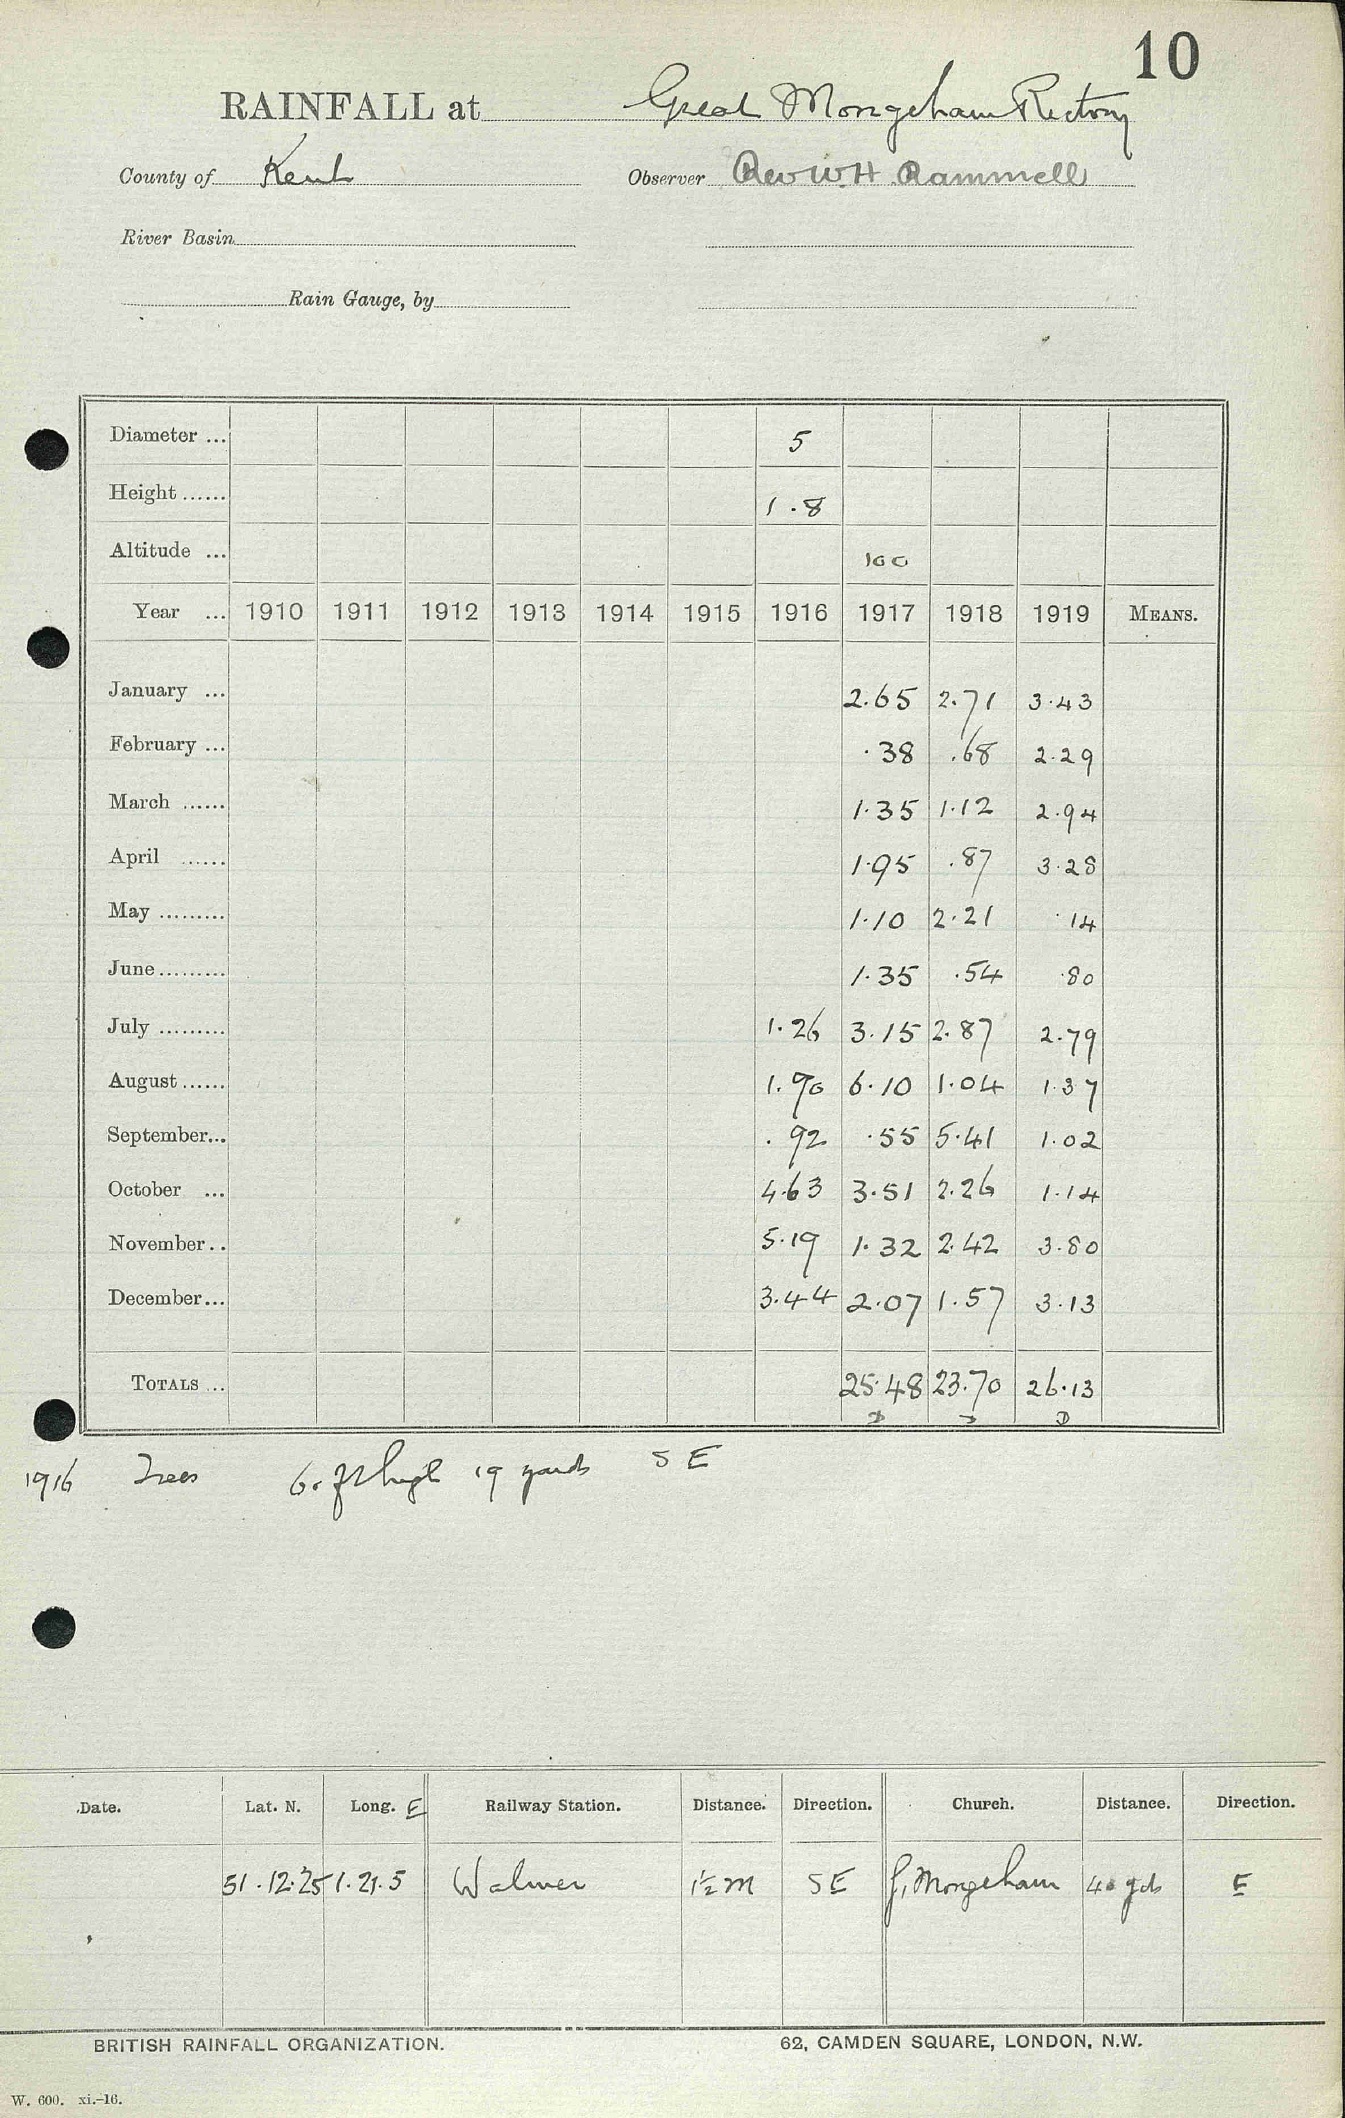 10
RAINFALL at Great Mongeham Rectory
County of Kent Observer Rev W.H. Rammell
River Basin
Rain Gauge, by
Diameter ... 5
Height ...... 1.8
Altitude ... 100
Year ... 1910 1911 1912 1913 1914 1915 1916 1917 1918 1919 MEANS.
January ... 2.65 2.71 3.43
February ... .38 .68 2.29
March ...... 1.35 1.12 2.94
April ...... 1.95 .87 3.28
May ......... 1.10 2.21 .14
June ......... 1.35 .54 .80
July ......... 1.26 3.15 2.87 2.79
August ...... 1.90 6.10 1.04 1.37
September... .92 .55 5.41 1.02
October ... 4.63 3.51 2.26 1.14
November.. 5.19 1.32 2.42 3.80
December... 3.44 2.07 1.57 3.13
TOTALS ... 25.48 23.70 26.13
1916 Trees high 19 yards S E
Date. Lat. N. Long. E Railway Station. Distance. Direction. Church. Distance. Direction.
51.12.25 1.21.5 Walmer 1½ m SE G. Mongeham 40 yds E
BRITISH RAINFALL ORGANIZATION. 62, CAMDEN SQUARE, LONDON, N.W.
W. 600. xi.-16.